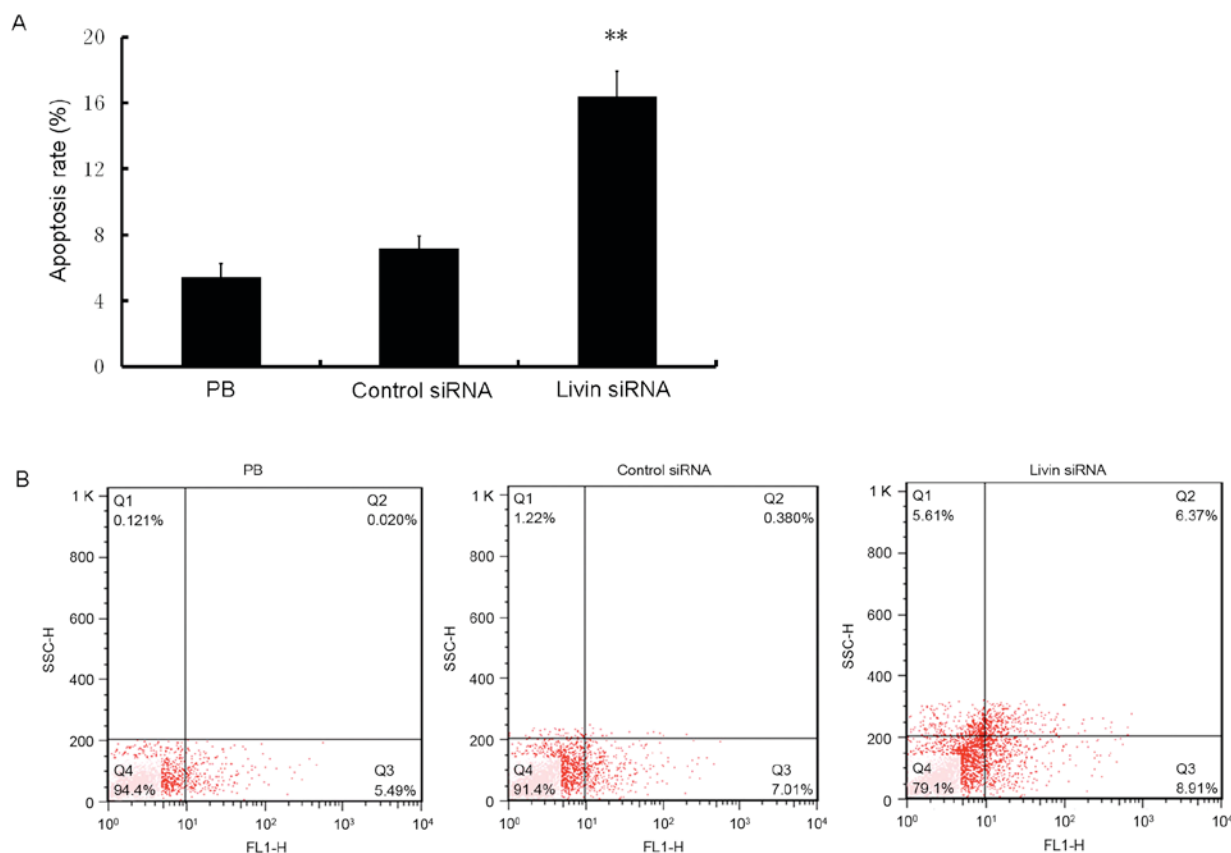 A
**
20
16
12
8
4
0
Apoptosis rate (%)
PB
Control siRNA
Livin siRNA
B
PB
Q1
0.121%
Q2
0.020%
Q4
94.4%
Q3
5.49%
1 K
800
600
400
200
0
SSC-H
10⁰
10¹
10²
10³
10⁴
FL1-H
Control siRNA
Q1
1.22%
Q2
0.380%
Q4
91.4%
Q3
7.01%
1 K
800
600
400
200
0
SSC-H
10⁰
10¹
10²
10³
10⁴
FL1-H
Livin siRNA
Q1
5.61%
Q2
6.37%
Q4
79.1%
Q3
8.91%
1 K
800
600
400
200
0
SSC-H
10⁰
10¹
10²
10³
10⁴
FL1-H